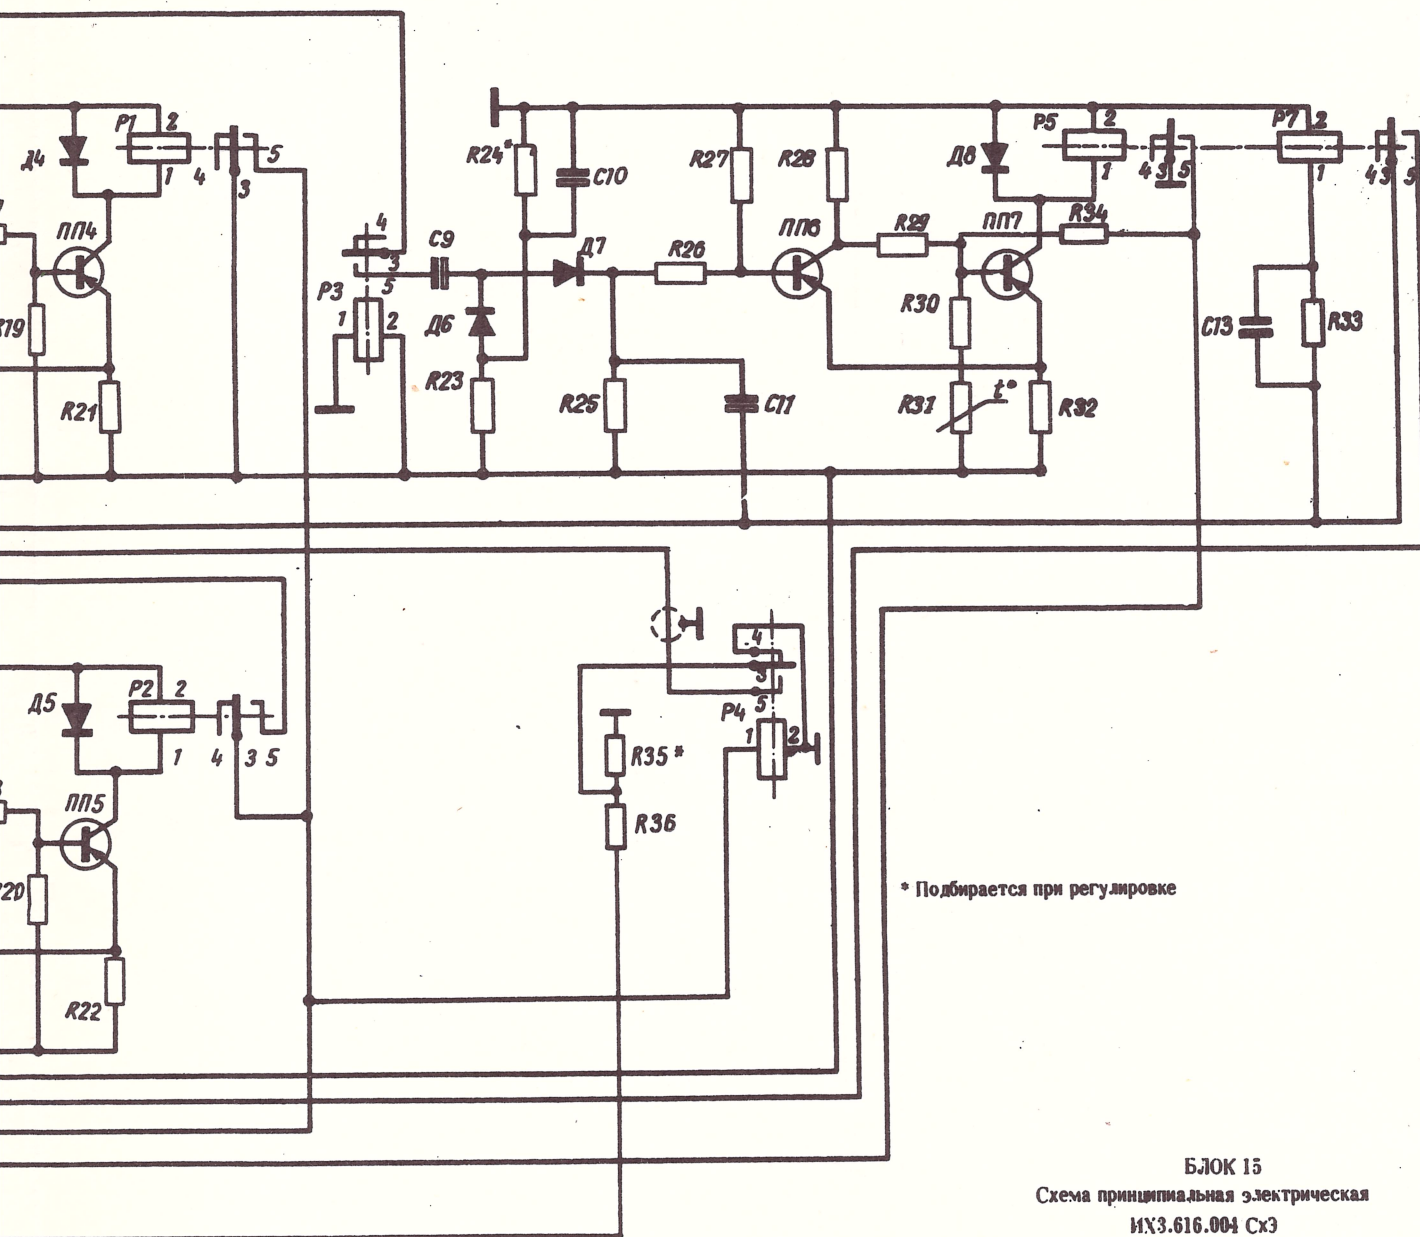 Р1 2
Д4
4 5
1 3
ПП4
R19
R21
4
3
5
Р3
1 2
С9
R24*
С10
Д7
Д6
R23
R25
R26
R27
R28
С11
ПП6
R29
R30
R31
t°
R32
Д8
Р5 2
1
4 3 5
ПП7
R34
Р7 2
1
4 3 5
С13
R33
Д5
Р2 2
1 4 3 5
ПП5
R22
4
3
5
Р4
1 2
R35*
R36
* Подбирается при регулировке
БЛОК 15
Схема принципиальная электрическая
ИХ3.616.004 СхЭ